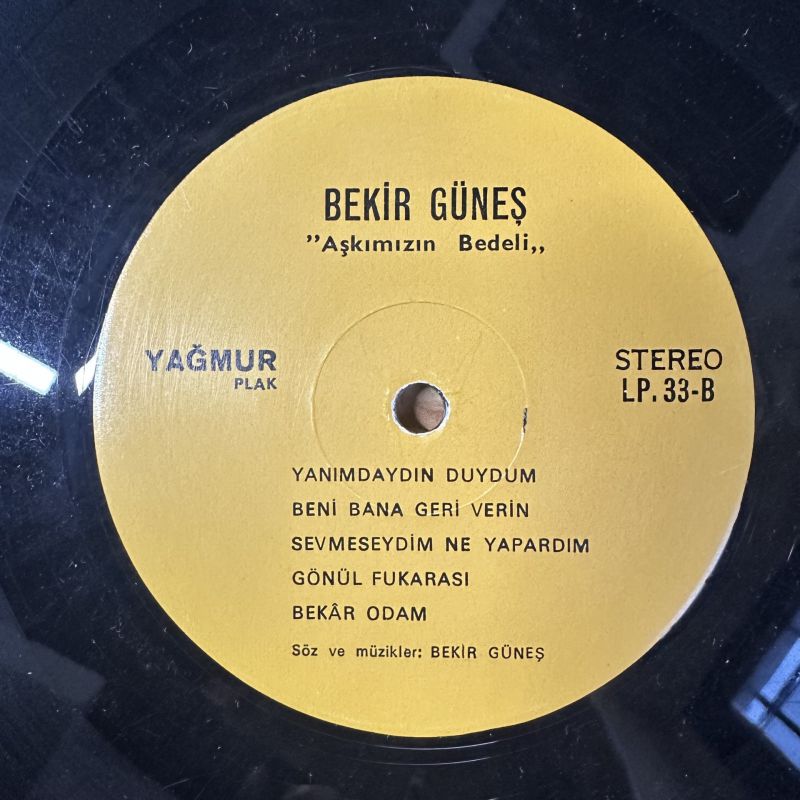 BEKİR GÜNEŞ
”Aşkımızın Bedeli„
YAĞMUR
PLAK
STEREO
LP. 33-B
YANIMDAYDIN DUYDUM
BENİ BANA GERİ VERİN
SEVMESEYDİM NE YAPARDIM
GÖNÜL FUKARASI
BEKÂR ODAM
Söz ve müzikler: BEKİR GÜNEŞ